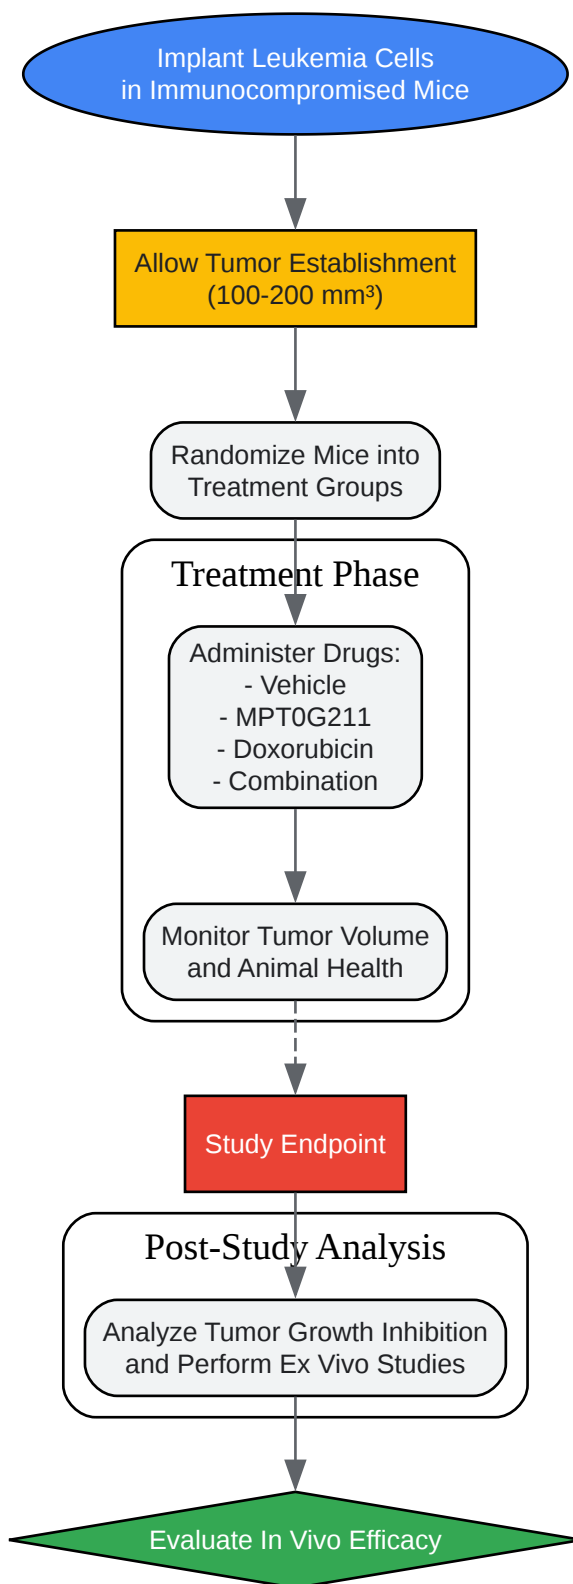 Implant Leukemia Cells
in Immunocompromised Mice
Allow Tumor Establishment
(100-200 mm³)
Randomize Mice into
Treatment Groups
Treatment Phase
Administer Drugs:
- Vehicle
- MPT0G211
- Doxorubicin
- Combination
Monitor Tumor Volume
and Animal Health
Study Endpoint
Post-Study Analysis
Analyze Tumor Growth Inhibition
and Perform Ex Vivo Studies
Evaluate In Vivo Efficacy